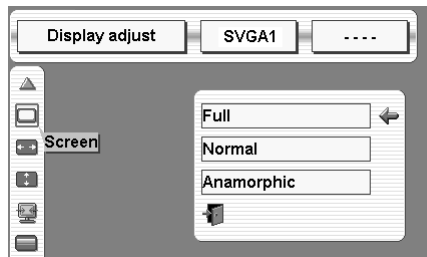 Display adjust
SVGA1
----
Screen
Full
Normal
Anamorphic